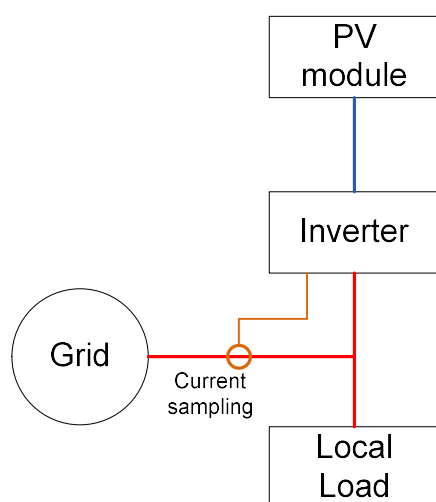 PV
module
Inverter
Grid
Current
sampling
Local
Load